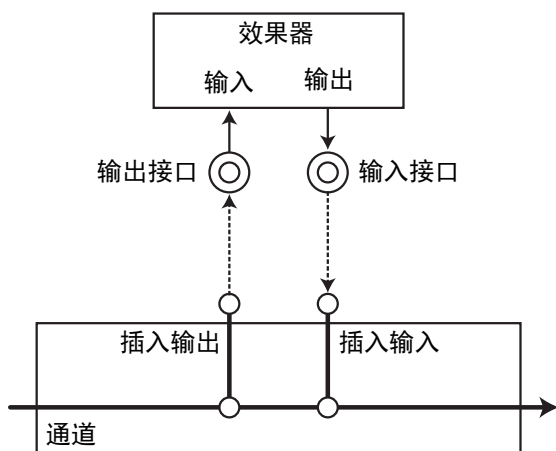 效果器
输入
输出
输出接口
输入接口
插入输出
插入输入
通道